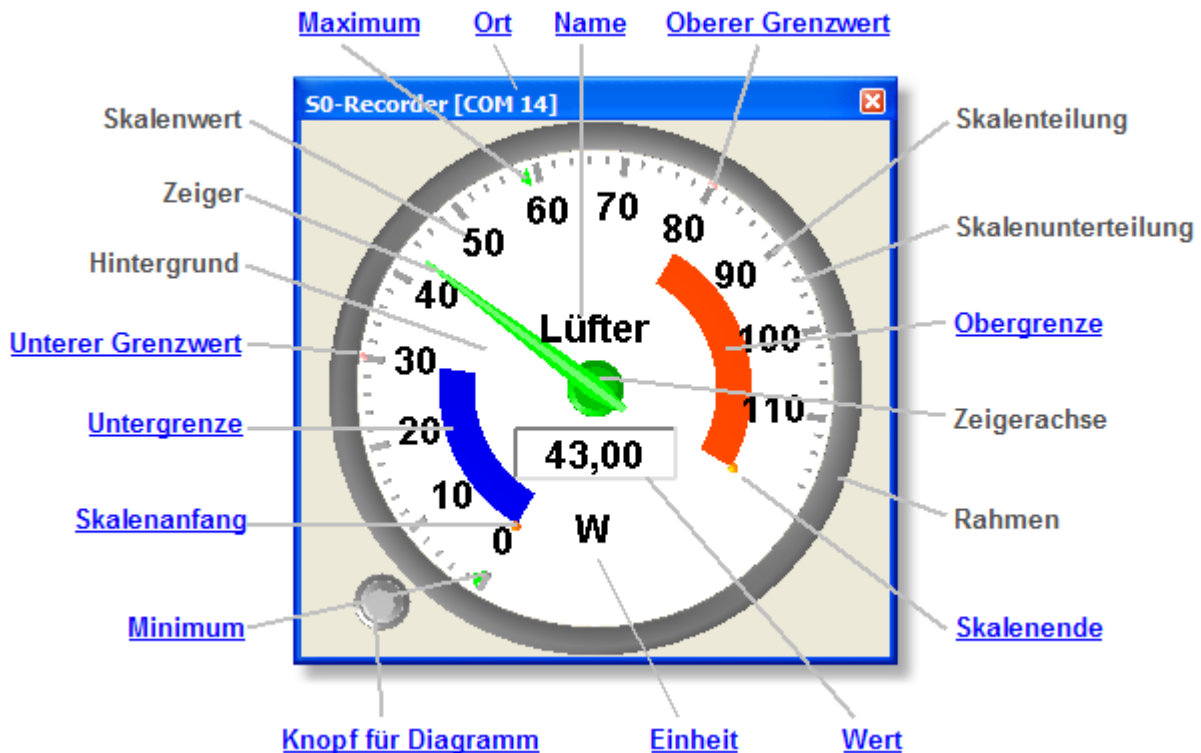 Maximum Ort Name Oberer Grenzwert
S0-Recorder [COM 14]
Skalenwert
Skalenteilung
Zeiger
Skalenunterteilung
Hintergrund
Unterer Grenzwert
Obergrenze
Untergrenze
Zeigerachse
Skalenanfang
Rahmen
Minimum
Skalenende
0
10
20
30
40
50
60
70
80
90
100
110
Lüfter
43,00
W
Knopf für Diagramm Einheit Wert